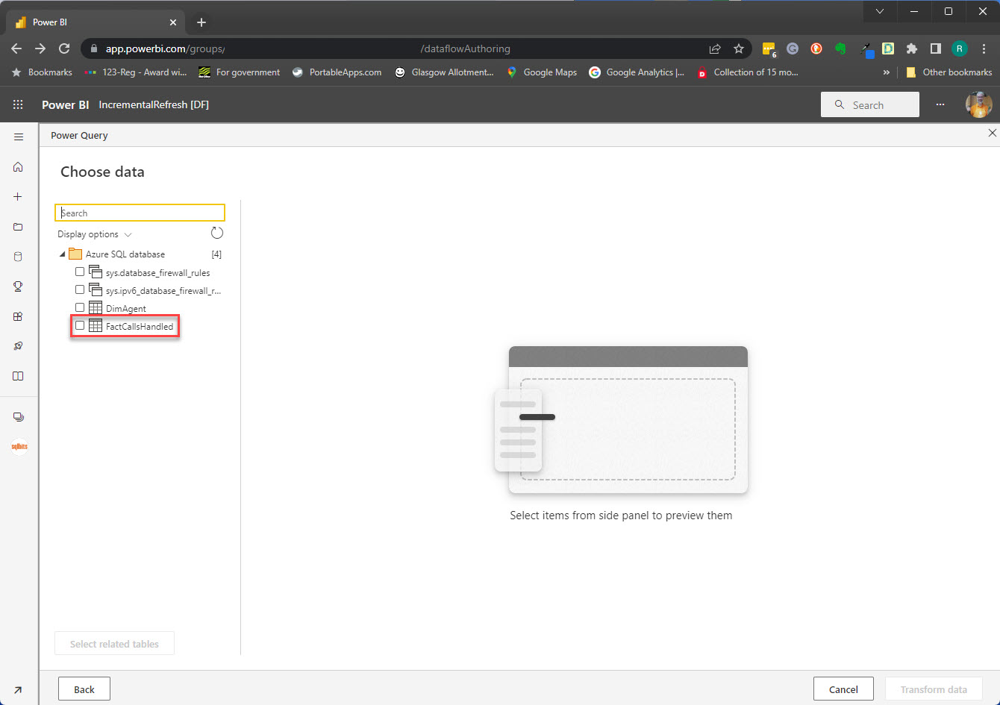 Power BI
app.powerbi.com/groups/ /dataflowAuthoring
6
G
D
R
Bookmarks 123-Reg - Award wi... For government PortableApps.com Glasgow Allotment... Google Maps Google Analytics |... Collection of 15 mo... » Other bookmarks
Power BI IncrementalRefresh [DF] Search ...
Power Query
Choose data
Search
Display options
Azure SQL database [4]
sys.database_firewall_rules
sys.ipv6_database_firewall_r...
DimAgent
FactCallsHandled
sqlbits
Select items from side panel to preview them
Select related tables
Back Cancel Transform data